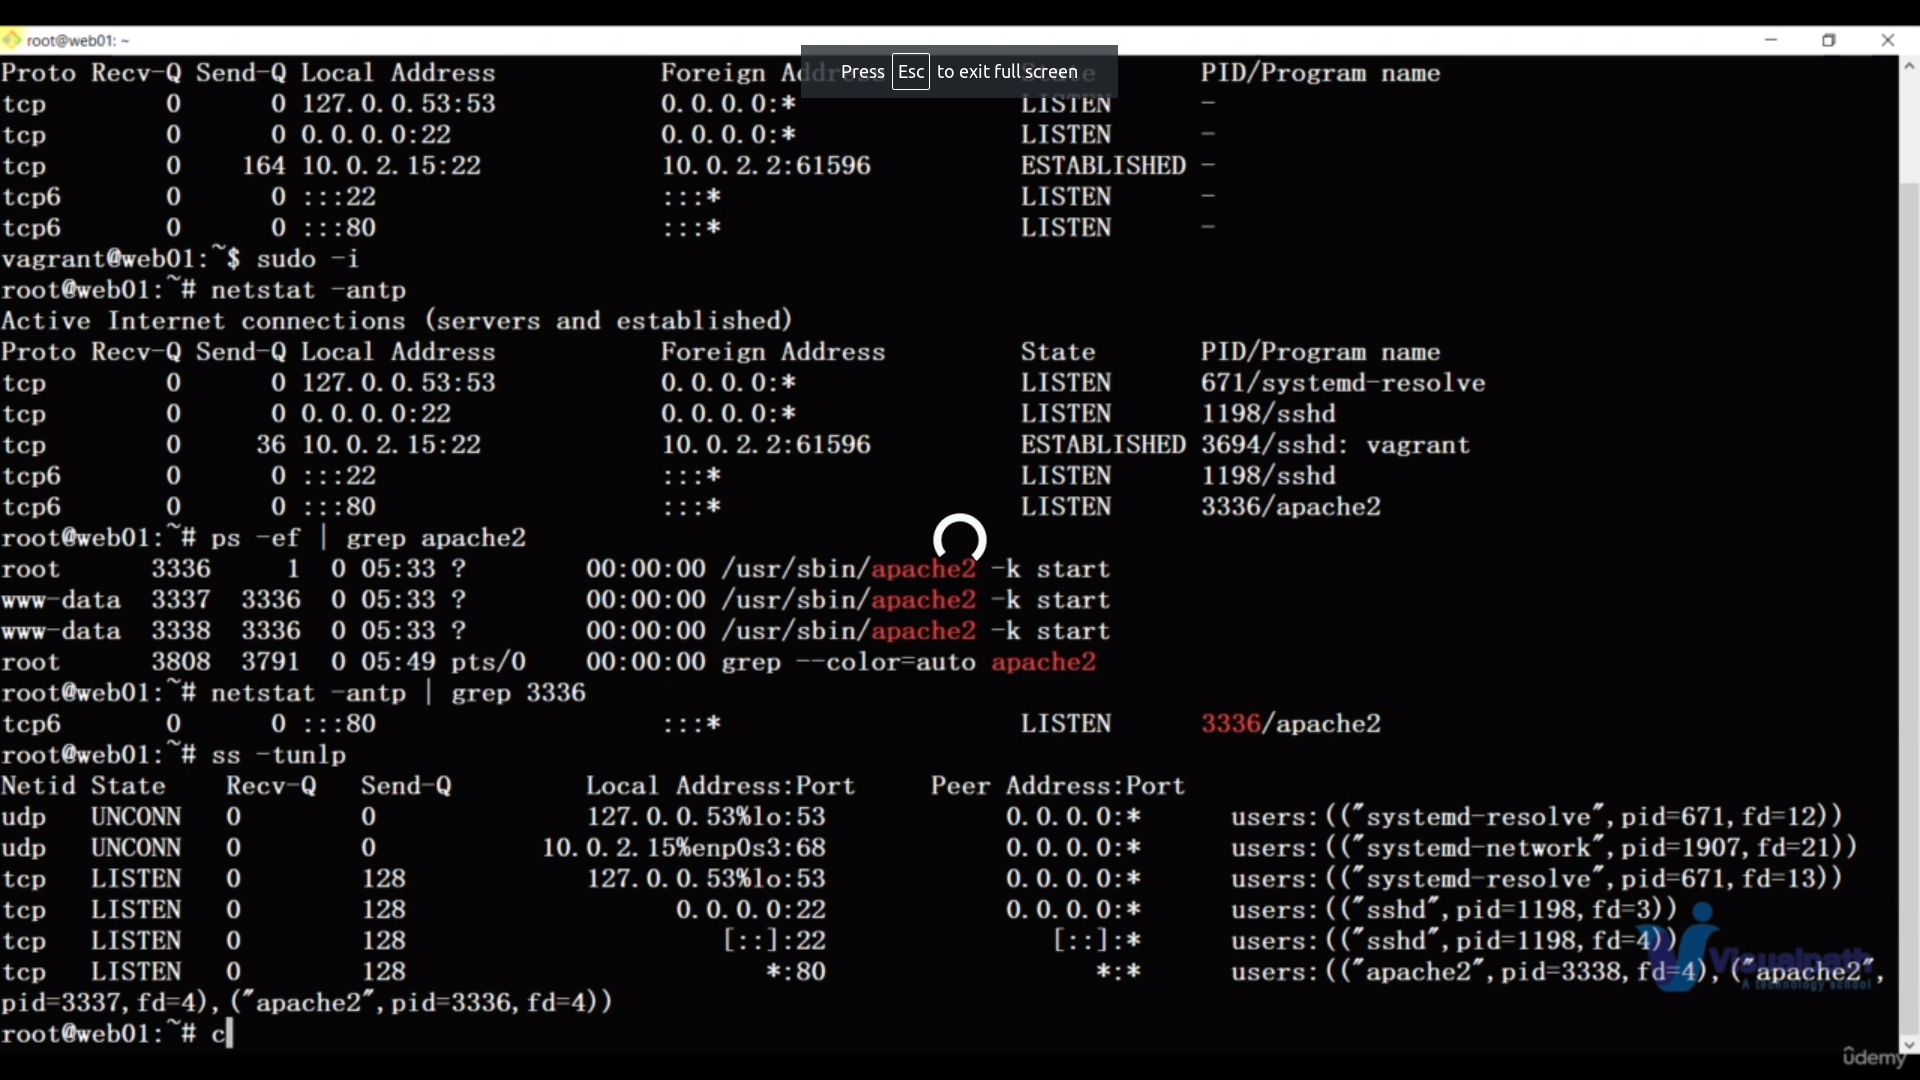 root@web01: ~
Press Esc to exit full screen
Proto Recv-Q Send-Q Local Address Foreign Address State PID/Program name
tcp 0 0 127.0.0.53:53 0.0.0.0:* LISTEN -
tcp 0 0 0.0.0.0:22 0.0.0.0:* LISTEN -
tcp 0 164 10.0.2.15:22 10.0.2.2:61596 ESTABLISHED -
tcp6 0 0 :::22 :::* LISTEN -
tcp6 0 0 :::80 :::* LISTEN -
vagrant@web01:~$ sudo -i
root@web01:~# netstat -antp
Active Internet connections (servers and established)
Proto Recv-Q Send-Q Local Address Foreign Address State PID/Program name
tcp 0 0 127.0.0.53:53 0.0.0.0:* LISTEN 671/systemd-resolve
tcp 0 0 0.0.0.0:22 0.0.0.0:* LISTEN 1198/sshd
tcp 0 36 10.0.2.15:22 10.0.2.2:61596 ESTABLISHED 3694/sshd: vagrant
tcp6 0 0 :::22 :::* LISTEN 1198/sshd
tcp6 0 0 :::80 :::* LISTEN 3336/apache2
root@web01:~# ps -ef | grep apache2
root 3336 1 0 05:33 ? 00:00:00 /usr/sbin/apache2 -k start
www-data 3337 3336 0 05:33 ? 00:00:00 /usr/sbin/apache2 -k start
www-data 3338 3336 0 05:33 ? 00:00:00 /usr/sbin/apache2 -k start
root 3808 3791 0 05:49 pts/0 00:00:00 grep --color=auto apache2
root@web01:~# netstat -antp | grep 3336
tcp6 0 0 :::80 :::* LISTEN 3336/apache2
root@web01:~# ss -tunlp
Netid State Recv-Q Send-Q Local Address:Port Peer Address:Port
udp UNCONN 0 0 127.0.0.53%lo:53 0.0.0.0:* users:(("systemd-resolve",pid=671,fd=12))
udp UNCONN 0 0 10.0.2.15%enp0s3:68 0.0.0.0:* users:(("systemd-network",pid=1907,fd=21))
tcp LISTEN 0 128 127.0.0.53%lo:53 0.0.0.0:* users:(("systemd-resolve",pid=671,fd=13))
tcp LISTEN 0 128 0.0.0.0:22 0.0.0.0:* users:(("sshd",pid=1198,fd=3))
tcp LISTEN 0 128 [::]:22 [::]:* users:(("sshd",pid=1198,fd=4))
tcp LISTEN 0 128 *:80 *:* users:(("apache2",pid=3338,fd=4),("apache2",
pid=3337,fd=4),("apache2",pid=3336,fd=4))
root@web01:~# c
Visualpath
A technology school
ûdemy